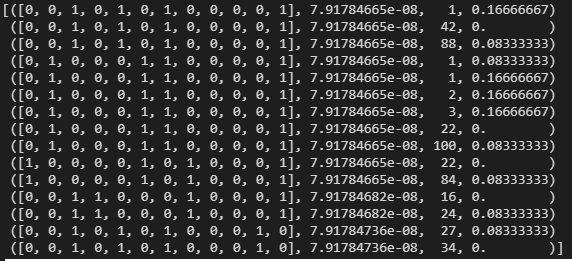 [([0, 0, 1, 0, 1, 0, 1, 0, 0, 0, 0, 1], 7.91784665e-08,   1, 0.16666667)
 ([0, 0, 1, 0, 1, 0, 1, 0, 0, 0, 0, 1], 7.91784665e-08,  42, 0.        )
 ([0, 0, 1, 0, 1, 0, 1, 0, 0, 0, 0, 1], 7.91784665e-08,  88, 0.08333333)
 ([0, 1, 0, 0, 0, 1, 1, 0, 0, 0, 0, 1], 7.91784665e-08,   1, 0.08333333)
 ([0, 1, 0, 0, 0, 1, 1, 0, 0, 0, 0, 1], 7.91784665e-08,   1, 0.16666667)
 ([0, 1, 0, 0, 0, 1, 1, 0, 0, 0, 0, 1], 7.91784665e-08,   2, 0.16666667)
 ([0, 1, 0, 0, 0, 1, 1, 0, 0, 0, 0, 1], 7.91784665e-08,   3, 0.16666667)
 ([0, 1, 0, 0, 0, 1, 1, 0, 0, 0, 0, 1], 7.91784665e-08,  22, 0.        )
 ([0, 1, 0, 0, 0, 1, 1, 0, 0, 0, 0, 1], 7.91784665e-08, 100, 0.08333333)
 ([1, 0, 0, 0, 0, 1, 0, 1, 0, 0, 0, 1], 7.91784665e-08,  22, 0.        )
 ([1, 0, 0, 0, 0, 1, 0, 1, 0, 0, 0, 1], 7.91784665e-08,  84, 0.08333333)
 ([0, 0, 1, 1, 0, 0, 1, 0, 0, 0, 0, 1], 7.91784682e-08,  16, 0.        )
 ([0, 0, 1, 1, 0, 0, 1, 0, 0, 0, 0, 1], 7.91784682e-08,  24, 0.08333333)
 ([0, 0, 1, 0, 1, 0, 1, 0, 0, 0, 1, 0], 7.91784736e-08,  27, 0.08333333)
 ([0, 0, 1, 0, 1, 0, 1, 0, 0, 0, 1, 0], 7.91784736e-08,  34, 0.        )]